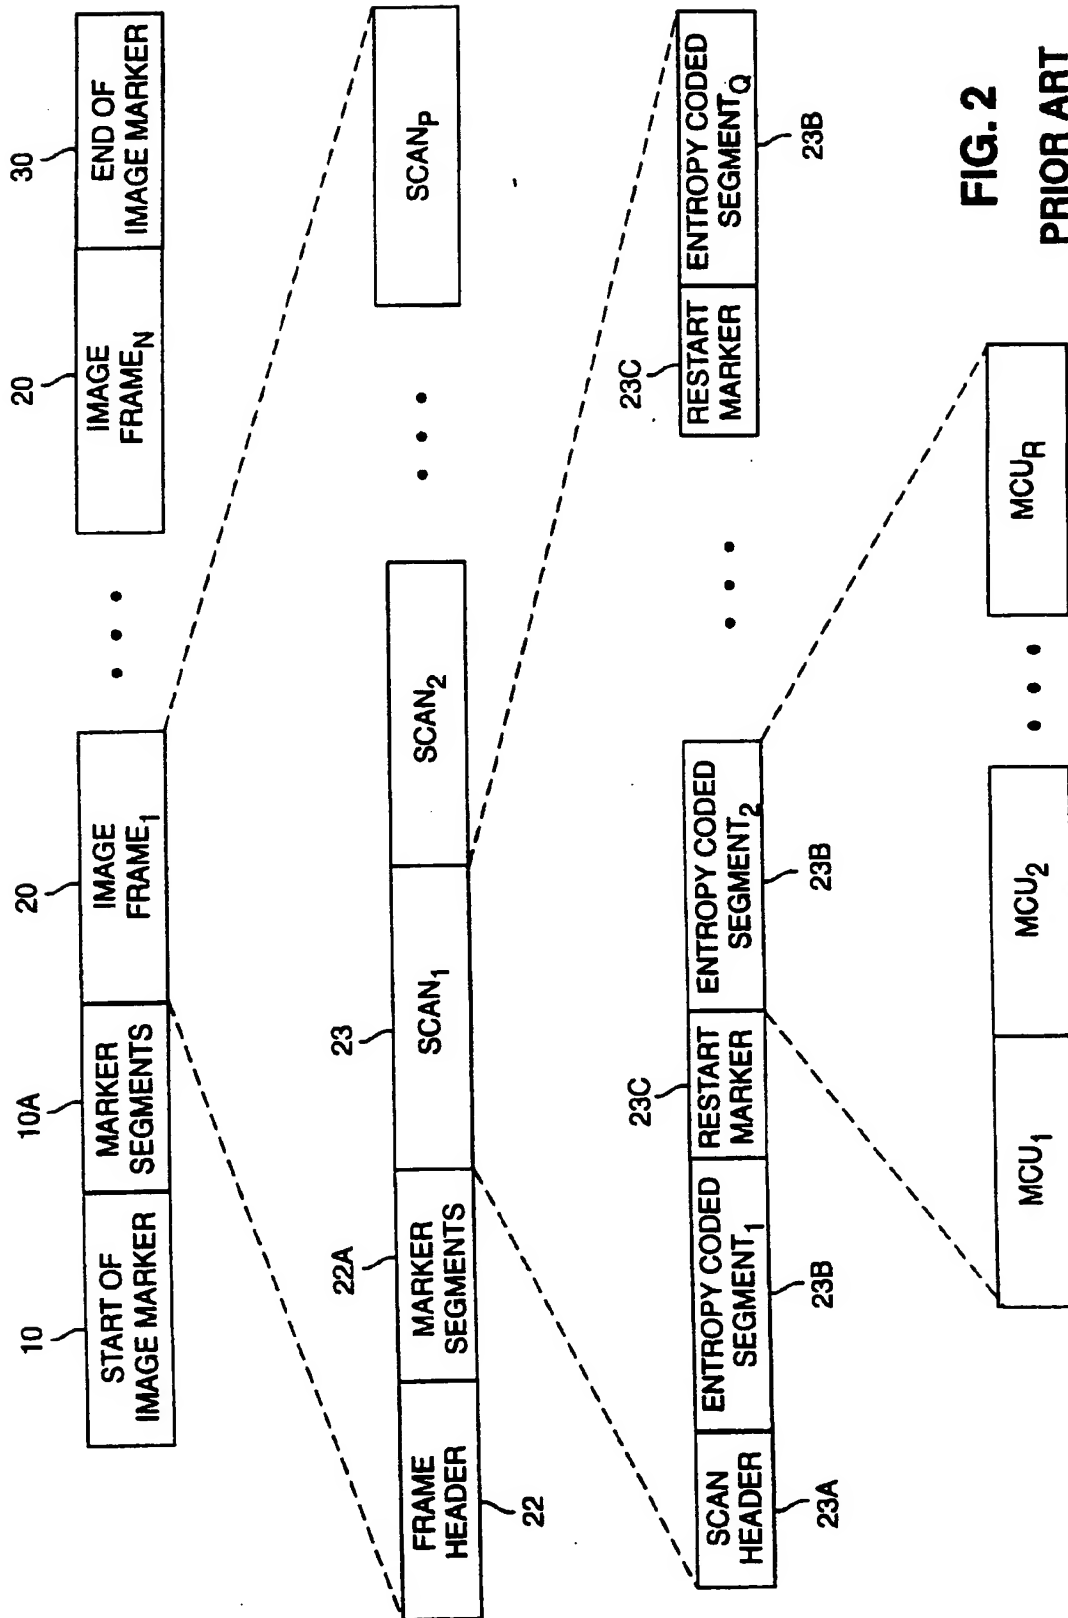 10
10A
20
20
30
START OF
IMAGE MARKER
MARKER
SEGMENTS
IMAGE
FRAME1
• • •
IMAGE
FRAMEN
END OF
IMAGE MARKER
22A
23
FRAME
HEADER
MARKER
SEGMENTS
SCAN1
SCAN2
• • •
SCANP
22
23C
23C
SCAN
HEADER
ENTROPY CODED
SEGMENT1
RESTART
MARKER
ENTROPY CODED
SEGMENT2
• • •
RESTART
MARKER
ENTROPY CODED
SEGMENTQ
23A
23B
23B
23B
MCU1
MCU2
• • •
MCUR
FIG. 2
PRIOR ART